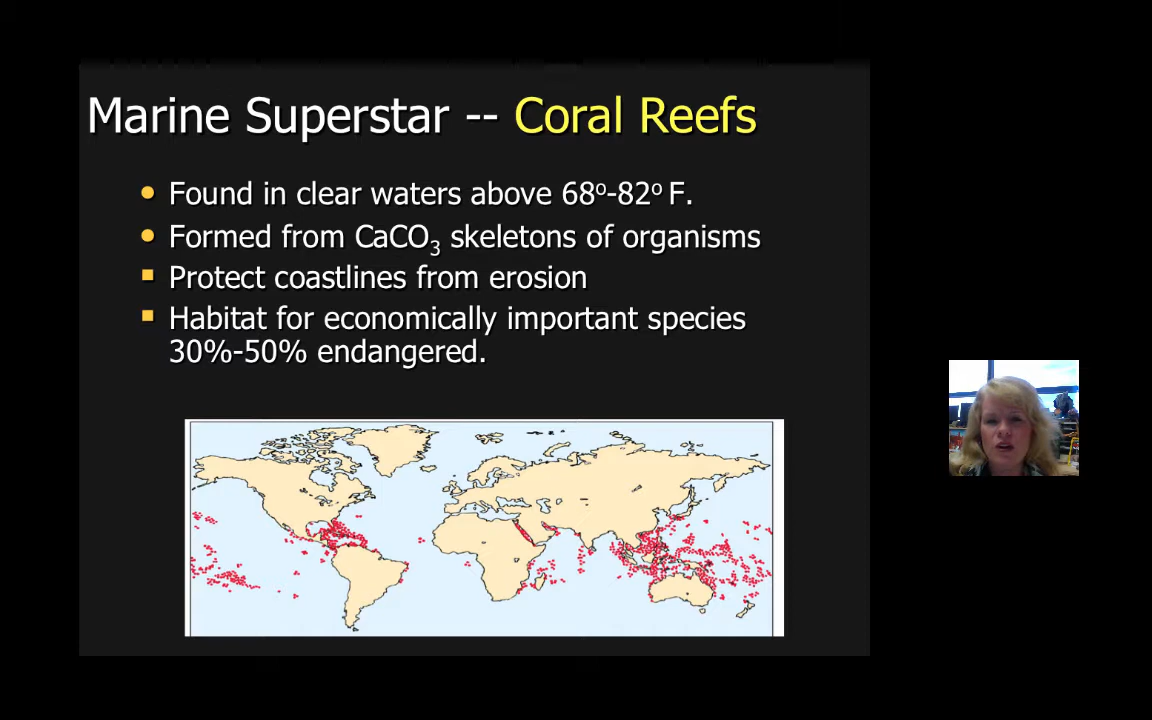 Marine Superstar -- Coral Reefs
Found in clear waters above 68º-82º F.
Formed from CaCO₃ skeletons of organisms
Protect coastlines from erosion
Habitat for economically important species
30%-50% endangered.